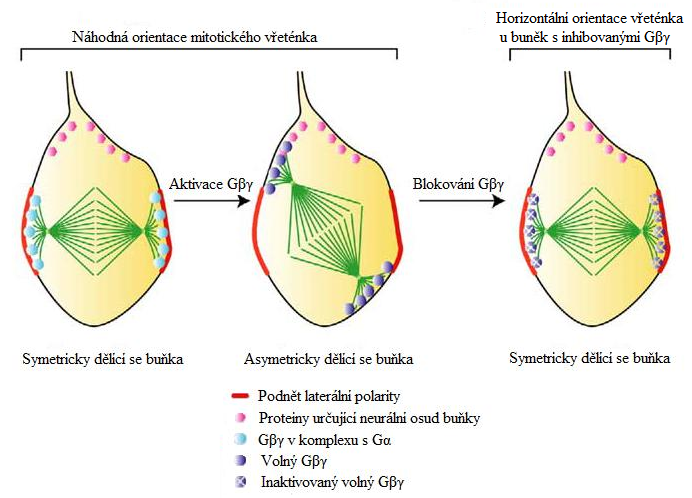 Náhodná orientace mitotického vřeténka
Horizontální orientace vřeténka
u buněk s inhibovanými Gβγ
Aktivace Gβγ
Blokování Gβγ
Symetricky dělící se buňka
Asymetricky dělící se buňka
Symetricky dělící se buňka
Podnět laterální polarity
Proteiny určující neurální osud buňky
Gβγ v komplexu s Gα
Volný Gβγ
Inaktivovaný volný Gβγ